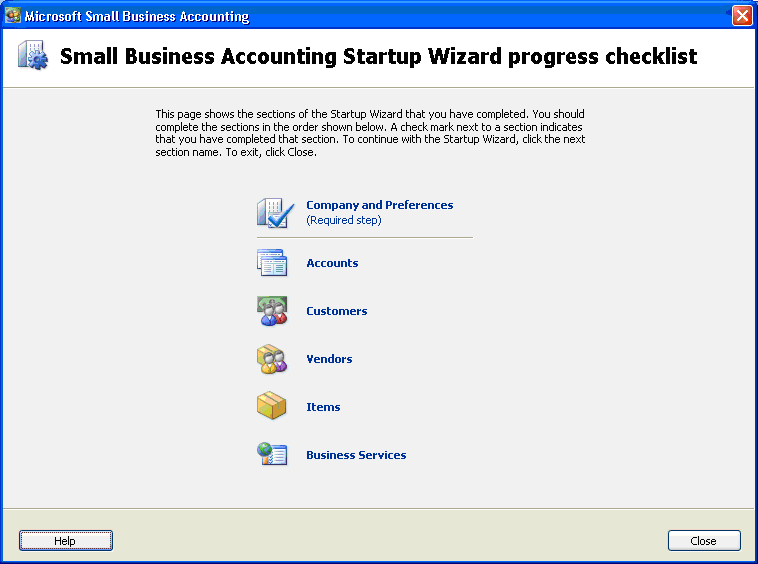 Microsoft Small Business Accounting
Small Business Accounting Startup Wizard progress checklist
This page shows the sections of the Startup Wizard that you have completed. You should
complete the sections in the order shown below. A check mark next to a section indicates
that you have completed that section. To continue with the Startup Wizard, click the next
section name. To exit, click Close.
Company and Preferences
(Required step)
Accounts
Customers
Vendors
Items
Business Services
Help
Close